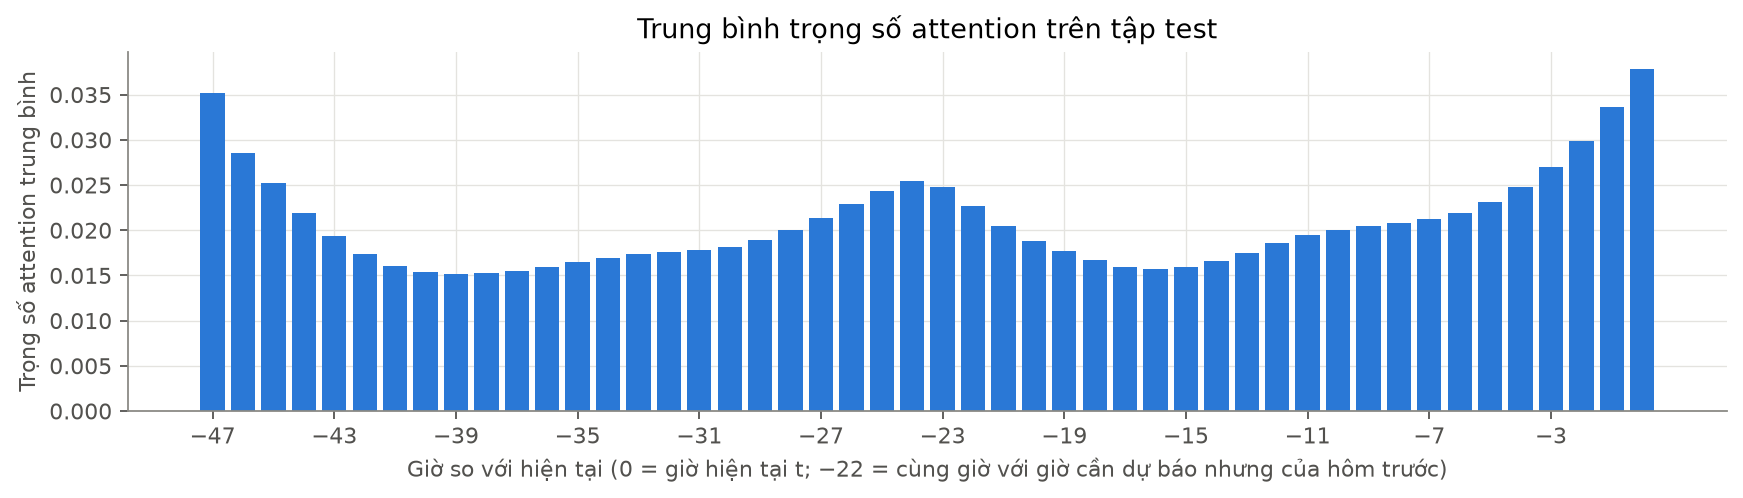 Trung bình trọng số attention trên tập test
Trọng số attention trung bình
0.035
0.030
0.025
0.020
0.015
0.010
0.005
0.000
−47 −43 −39 −35 −31 −27 −23 −19 −15 −11 −7 −3
Giờ so với hiện tại (0 = giờ hiện tại t; −22 = cùng giờ với giờ cần dự báo nhưng của hôm trước)